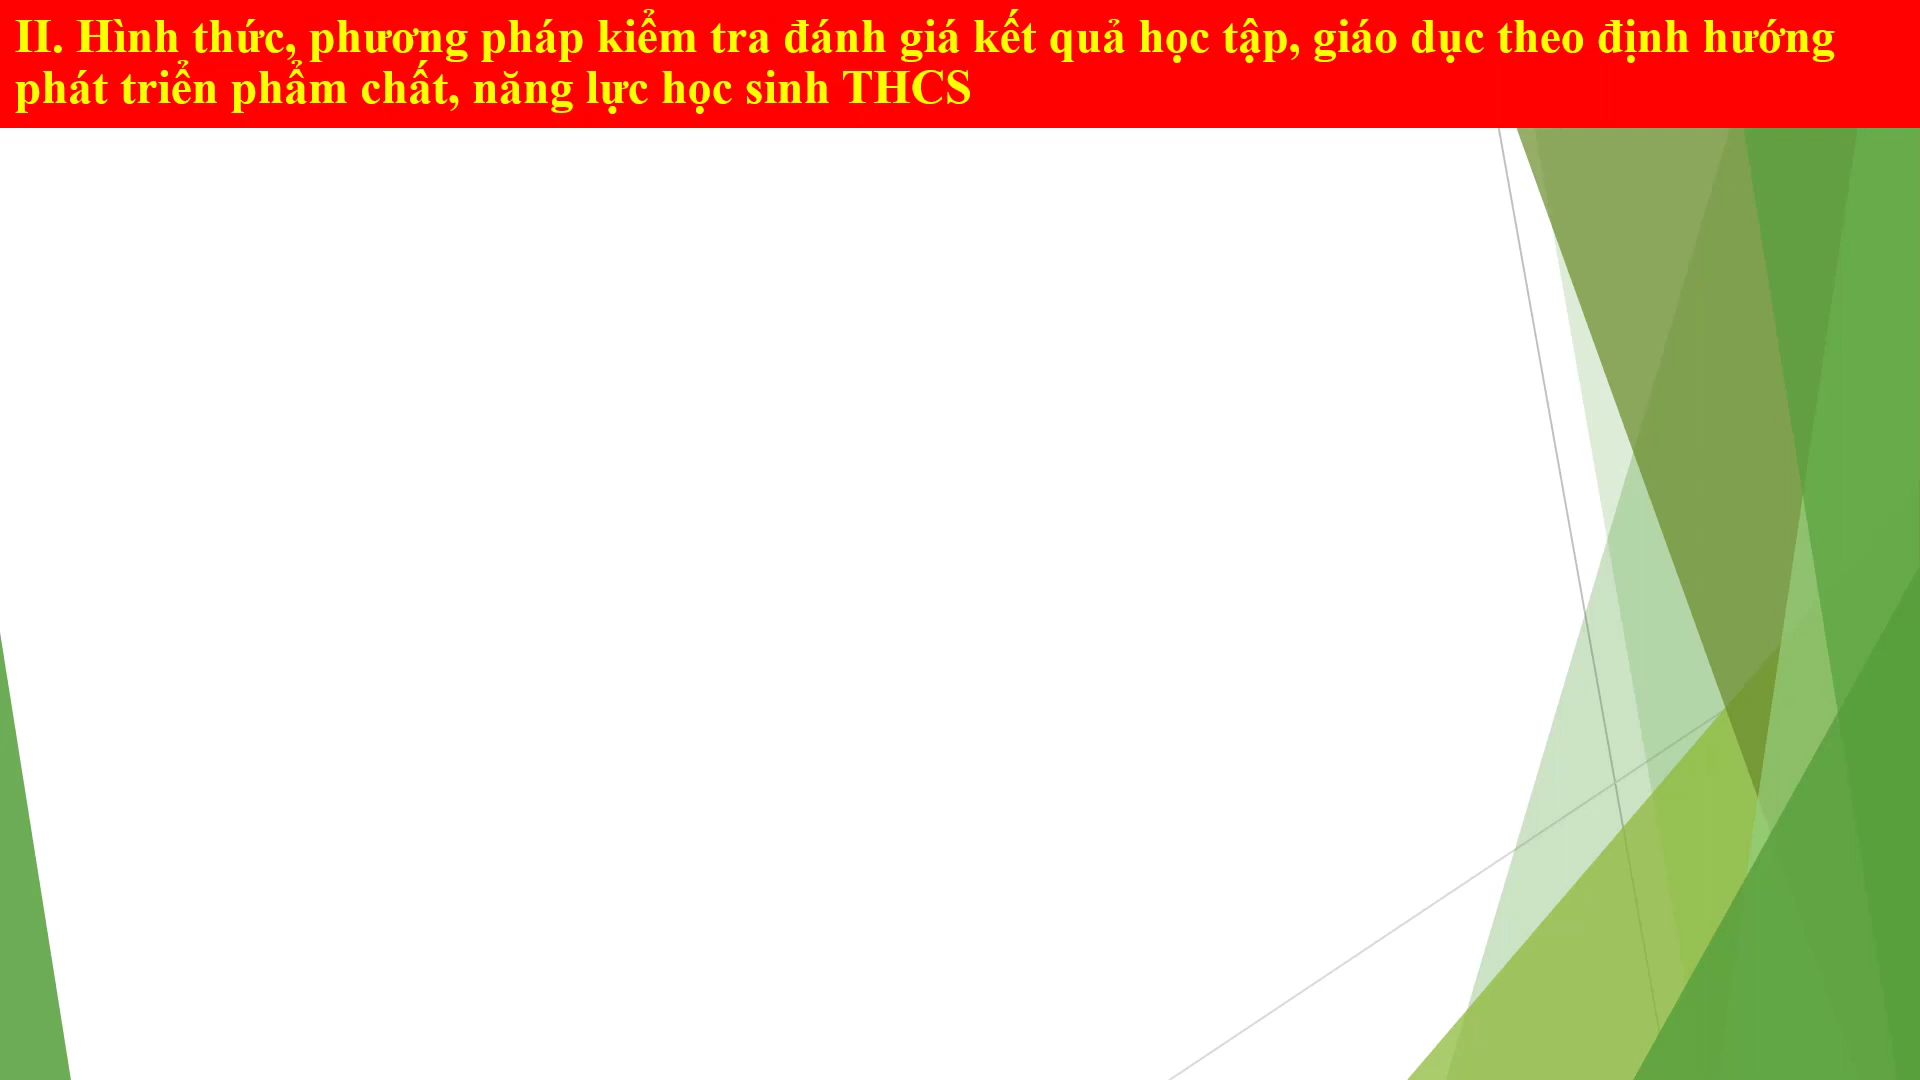 II. Hình thức, phương pháp kiểm tra đánh giá kết quả học tập, giáo dục theo định hướng
phát triển phẩm chất, năng lực học sinh THCS